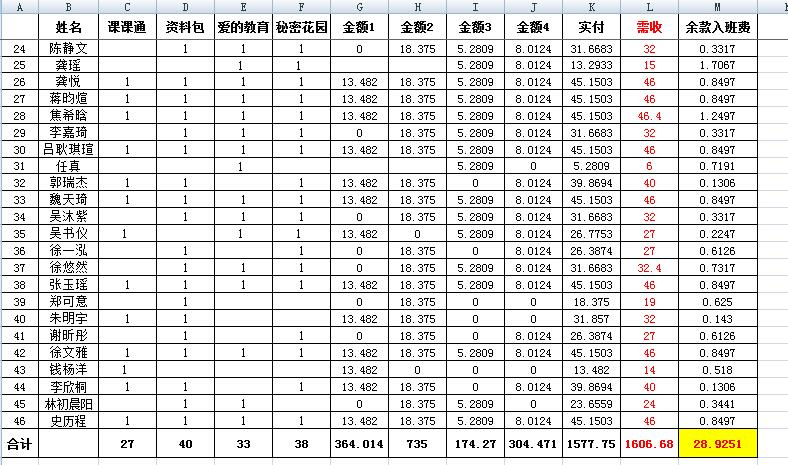 A B C D E F G H I J K L M
姓名 课课通 资料包 爱的教育 秘密花园 金额1 金额2 金额3 金额4 实付 需收 余款入班费
24 陈静文 1 1 1 0 18.375 5.2809 8.0124 31.6683 32 0.3317
25 龚瑶 1 1 5.2809 8.0124 13.2933 15 1.7067
26 龚悦 1 1 1 1 13.482 18.375 5.2809 8.0124 45.1503 46 0.8497
27 蒋昀煊 1 1 1 1 13.482 18.375 5.2809 8.0124 45.1503 46 0.8497
28 焦希晗 1 1 1 1 13.482 18.375 5.2809 8.0124 45.1503 46.4 1.2497
29 李嘉琦 1 1 1 0 18.375 5.2809 8.0124 31.6683 32 0.3317
30 吕耿琪瑄 1 1 1 1 13.482 18.375 5.2809 8.0124 45.1503 46 0.8497
31 任真 1 5.2809 0 5.2809 6 0.7191
32 郭瑞杰 1 1 1 13.482 18.375 0 8.0124 39.8694 40 0.1306
33 魏天琦 1 1 1 1 13.482 18.375 5.2809 8.0124 45.1503 46 0.8497
34 吴沐紫 1 1 1 0 18.375 5.2809 8.0124 31.6683 32 0.3317
35 吴书仪 1 1 1 13.482 0 5.2809 8.0124 26.7753 27 0.2247
36 徐一泓 1 1 0 18.375 0 8.0124 26.3874 27 0.6126
37 徐悠然 1 1 1 0 18.375 5.2809 8.0124 31.6683 32.4 0.7317
38 张玉瑶 1 1 1 1 13.482 18.375 5.2809 8.0124 45.1503 46 0.8497
39 郑可意 1 0 18.375 0 0 18.375 19 0.625
40 朱明宇 1 1 13.482 18.375 0 0 31.857 32 0.143
41 谢昕彤 1 1 0 18.375 0 8.0124 26.3874 27 0.6126
42 徐文雅 1 1 1 1 13.482 18.375 5.2809 8.0124 45.1503 46 0.8497
43 钱杨洋 1 13.482 0 0 0 13.482 14 0.518
44 李欣桐 1 1 1 13.482 18.375 0 8.0124 39.8694 40 0.1306
45 林初晨阳 1 1 0 18.375 5.2809 0 23.6559 24 0.3441
46 史历程 1 1 1 1 13.482 18.375 5.2809 8.0124 45.1503 46 0.8497
合计 27 40 33 38 364.014 735 174.27 304.471 1577.75 1606.68 28.9251